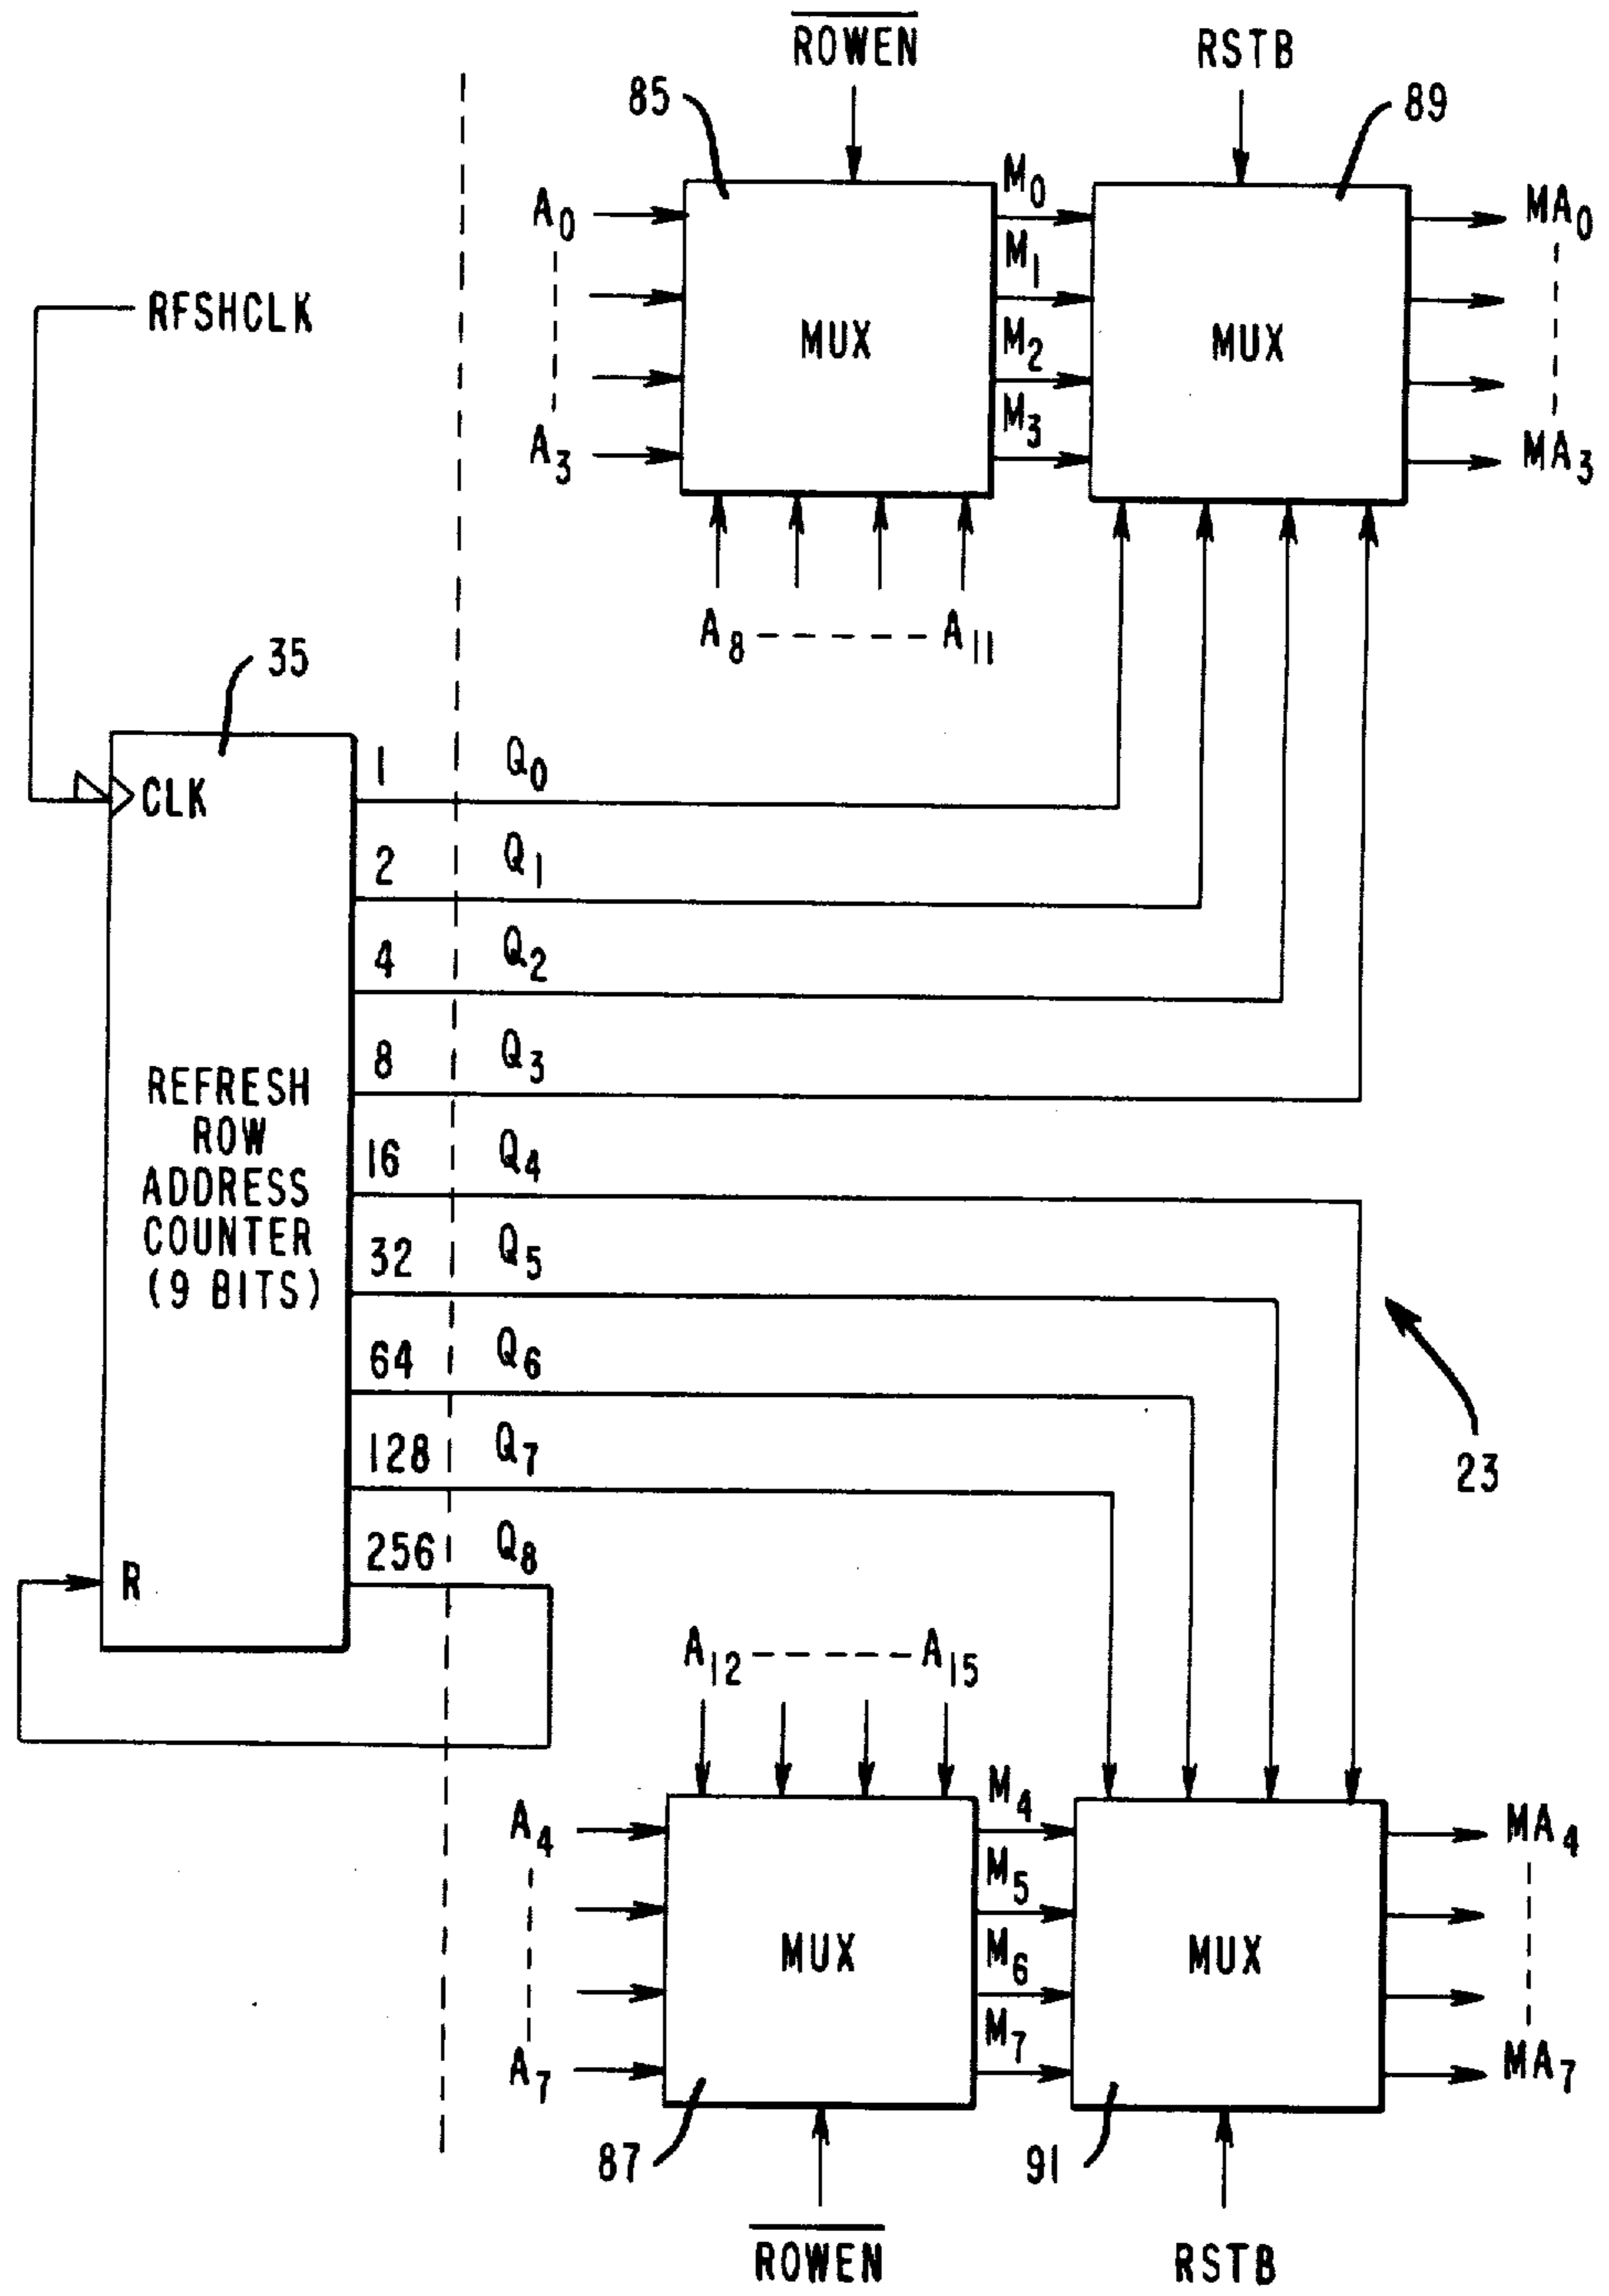 ROWEN
RSTB
85
89
A0
M0
MA0
M1
RFSHCLK
MUX
M2
MUX
M3
A3
MA3
A8 A11
35
CLK
1 Q0
2 Q1
4 Q2
8 Q3
REFRESH
ROW
ADDRESS
COUNTER
(9 BITS)
16 Q4
32 Q5
64 Q6
128 Q7
256 Q8
R
23
A12 A15
A4
M4
MA4
M5
MUX
M6
MUX
M7
A7
MA7
87
91
ROWEN
RSTB